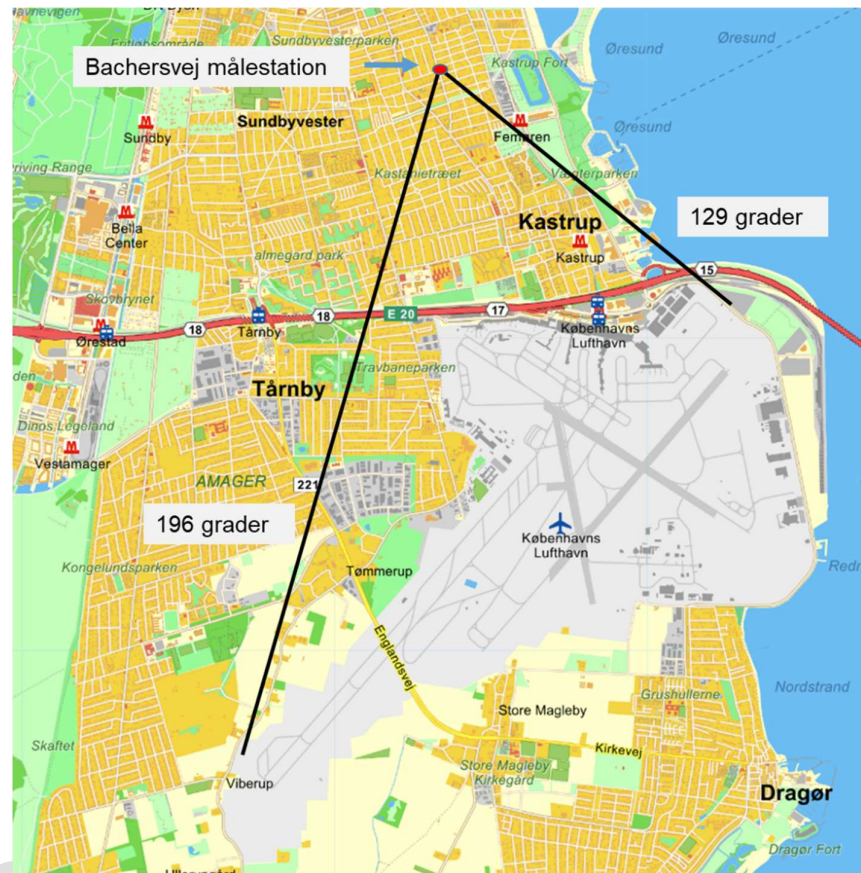 Fritløbsområde
Sundbyvesterparken
Øresund
Øresund
Bachersvej målestation
Kastrup Fort
Sundby
Sundbyvester
Femøren
Øresund
Kastanietræet
Vægterparken
129 grader
Bella
Center
Kastrup
Kastrup
almegard park
Skovbrynet
15
E 20
17
18
18
Ørestad
Tårnby
Københavns
Lufthavn
Travbaneparken
Tårnby
Dinos Legeland
Vestamager
AMAGER
221
196 grader
Københavns
Lufthavn
Kongelundsparken
Tømmerup
Englandsvej
Grushullerne
Nordstrand
Store Magleby
Skaftet
Kirkevej
Store Magleby
Kirkegård
Viberup
Dragør
Dragør Fort